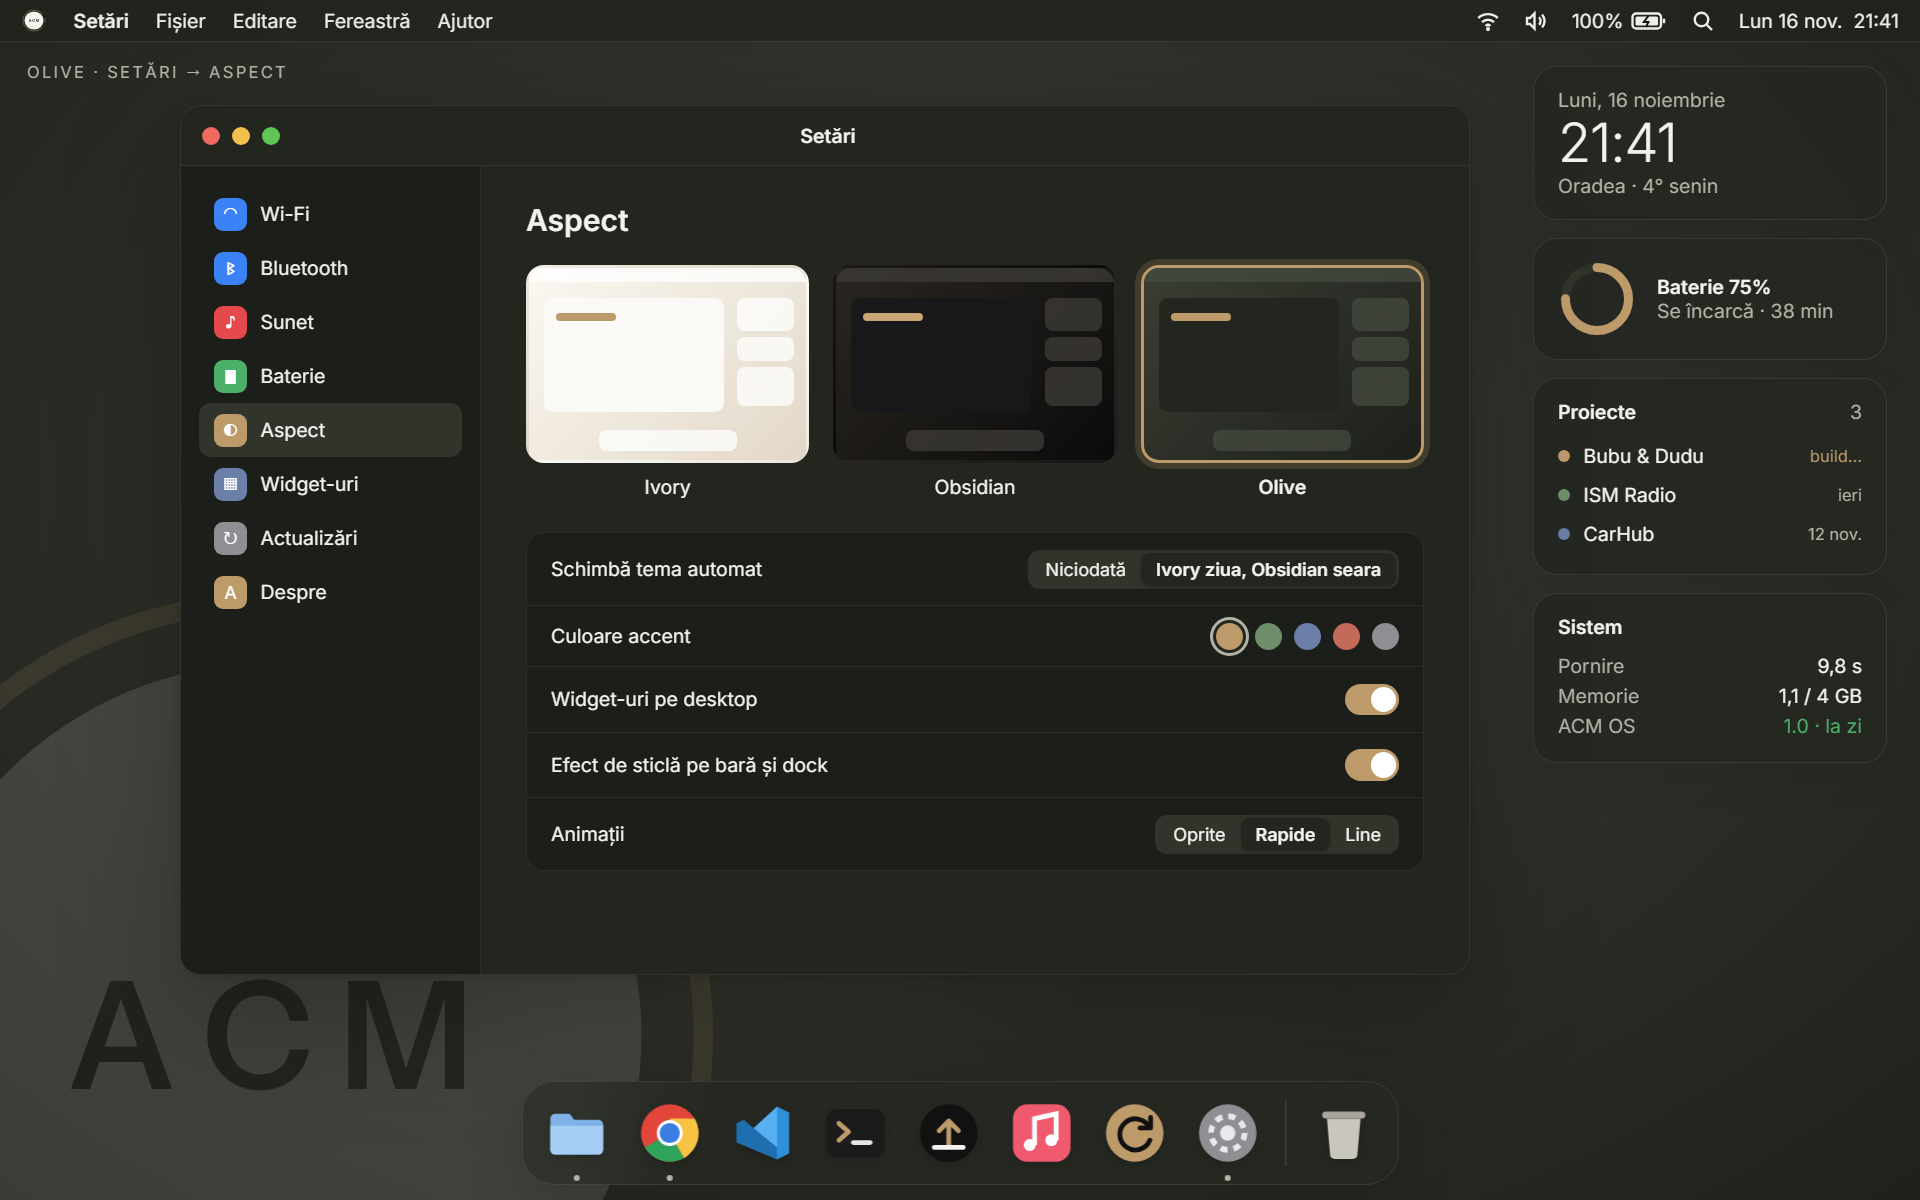 ACM
Setări Fișier Editare Fereastră Ajutor
100% Lun 16 nov. 21:41
OLIVE · SETĂRI → ASPECT
Setări
Wi-Fi
Bluetooth
Sunet
Baterie
Aspect
Widget-uri
Actualizări
A Despre
Aspect
Ivory
Obsidian
Olive
Schimbă tema automat
Niciodată Ivory ziua, Obsidian seara
Culoare accent
Widget-uri pe desktop
Efect de sticlă pe bară și dock
Animații
Oprite Rapide Line
Luni, 16 noiembrie
21:41
Oradea · 4° senin
Baterie 75%
Se încarcă · 38 min
Proiecte 3
Bubu & Dudu build...
ISM Radio ieri
CarHub 12 nov.
Sistem
Pornire 9,8 s
Memorie 1,1 / 4 GB
ACM OS 1.0 · la zi
ACM